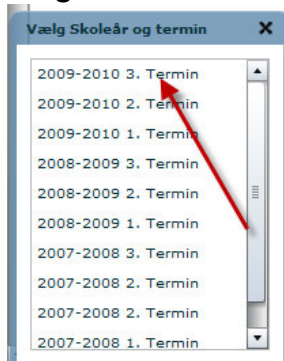 Vælg Skoleår og termin
2009-2010 3. Termin
2009-2010 2. Termin
2009-2010 1. Termin
2008-2009 3. Termin
2008-2009 2. Termin
2008-2009 1. Termin
2007-2008 3. Termin
2007-2008 2. Termin
2007-2008 2. Termin
2007-2008 1. Termin